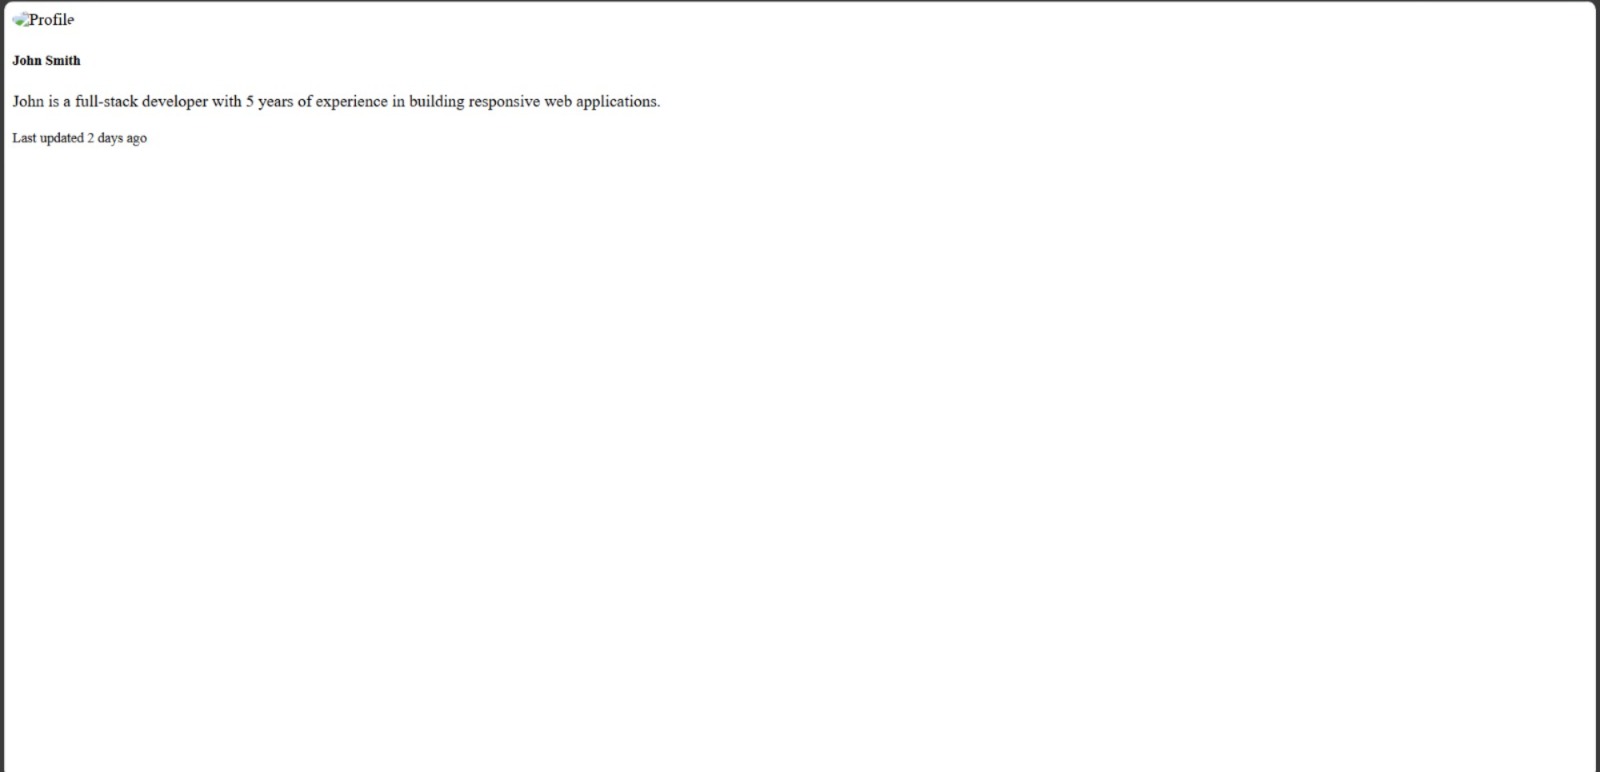 Profile
John Smith
John is a full-stack developer with 5 years of experience in building responsive web applications.
Last updated 2 days ago